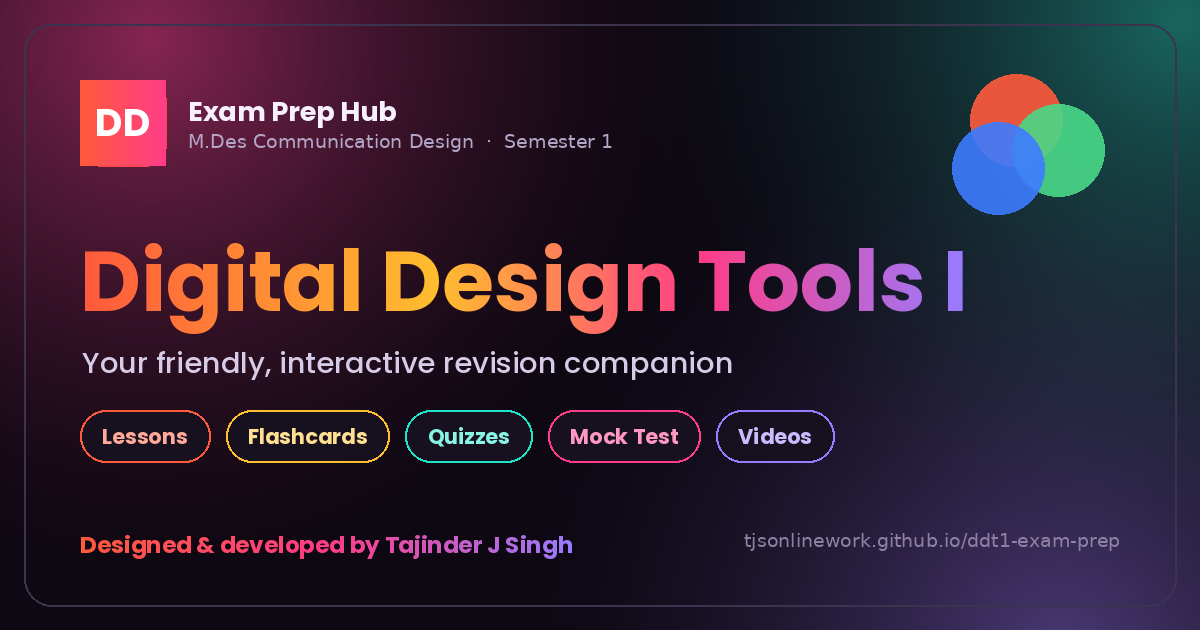 DD
Exam Prep Hub
M.Des Communication Design · Semester 1
Digital Design Tools I
Your friendly, interactive revision companion
Lessons Flashcards Quizzes Mock Test Videos
Designed & developed by Tajinder J Singh
tjsonlinework.github.io/ddt1-exam-prep